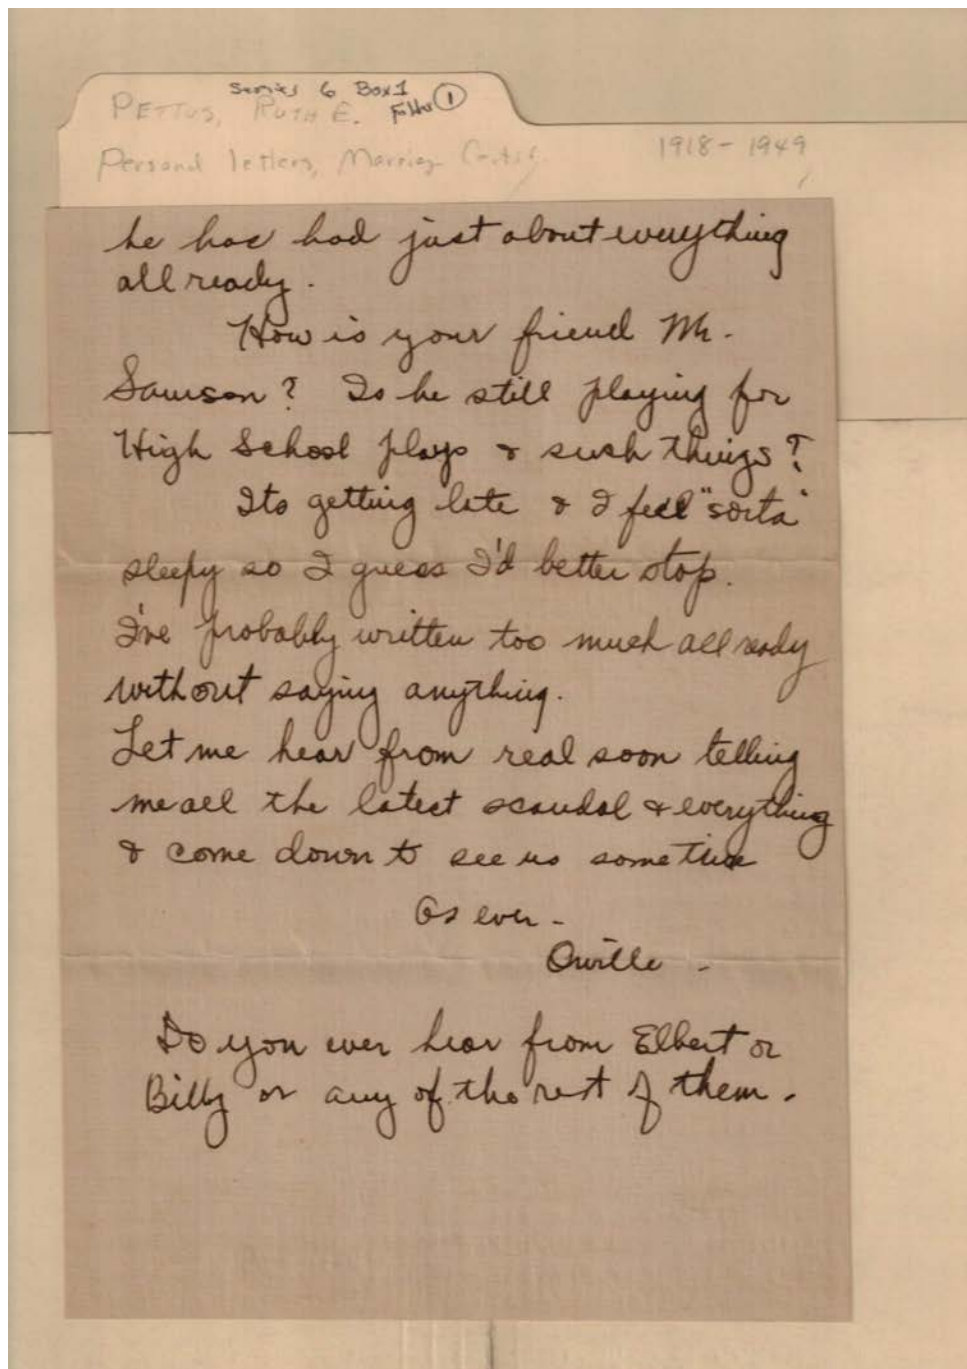 Series 6 Box 1
Folder 1
PETTUS, RUTH E.
Personal letters, Marriage Certif.
1918-1949
he has had just about everything
all ready.
How is your friend Mr.
Samson? Is he still playing for
High School plays & such things?
Its getting late & I feel "sorta"
sleepy so I guess I'd better stop.
I've probably written too much all ready
without saying anything.
Let me hear from real soon telling
me all the latest scandal & everything
& come down to see us sometime
As ever -
Orville -
Do you ever hear from Elbert or
Billy or any of the rest of them.